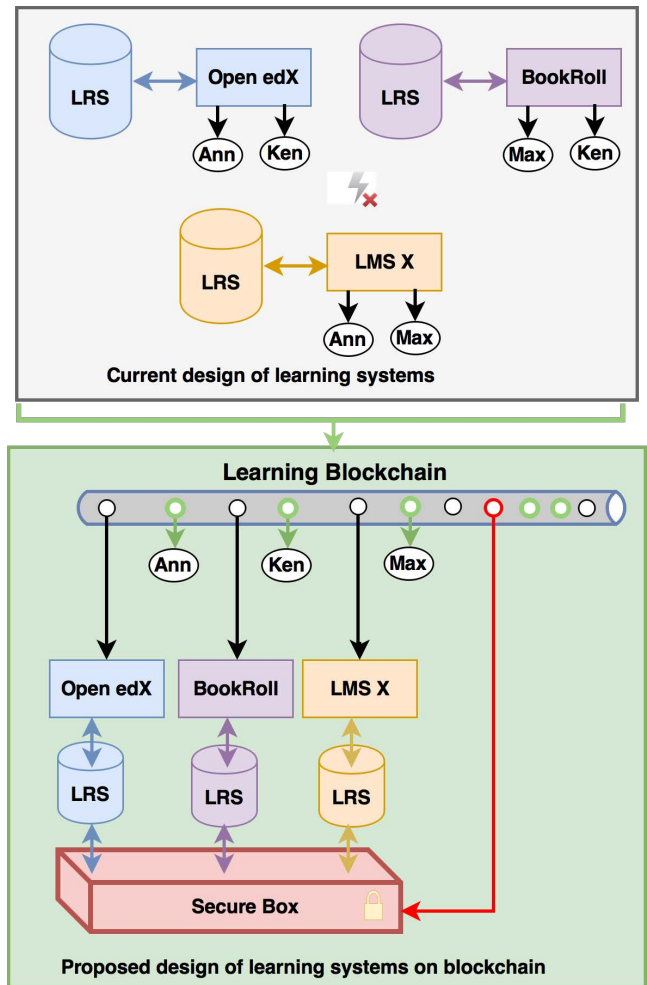 LRS
Open edX
Ann
Ken
LRS
BookRoll
Max
Ken
LRS
LMS X
Ann
Max
Current design of learning systems
Learning Blockchain
Ann
Ken
Max
Open edX
BookRoll
LMS X
LRS
LRS
LRS
Secure Box
Proposed design of learning systems on blockchain